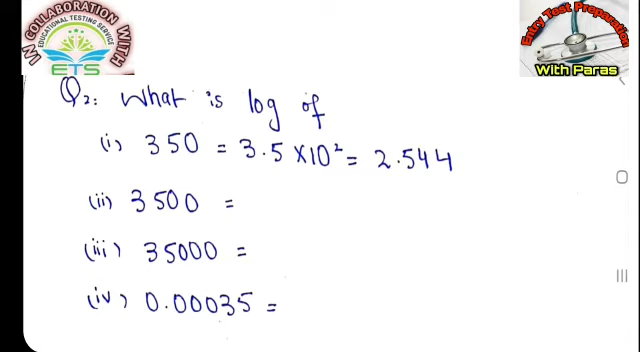 IN COLLABORATION WITH
EDUCATIONAL TESTING SERVICE
ETS
Entry Test Preparation
With Paras
Q2: What is log of
(i) 350 = 3.5 × 10² = 2.544
(ii) 3500 =
(iii) 35000 =
(iv) 0.00035 =